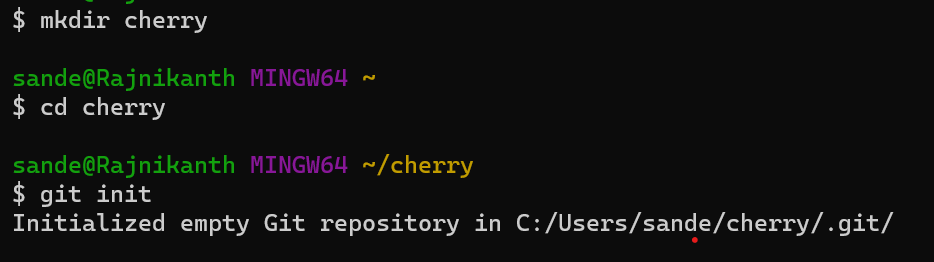 $ mkdir cherry
sande@Rajnikanth MINGW64 ~
$ cd cherry
sande@Rajnikanth MINGW64 ~/cherry
$ git init
Initialized empty Git repository in C:/Users/sande/cherry/.git/